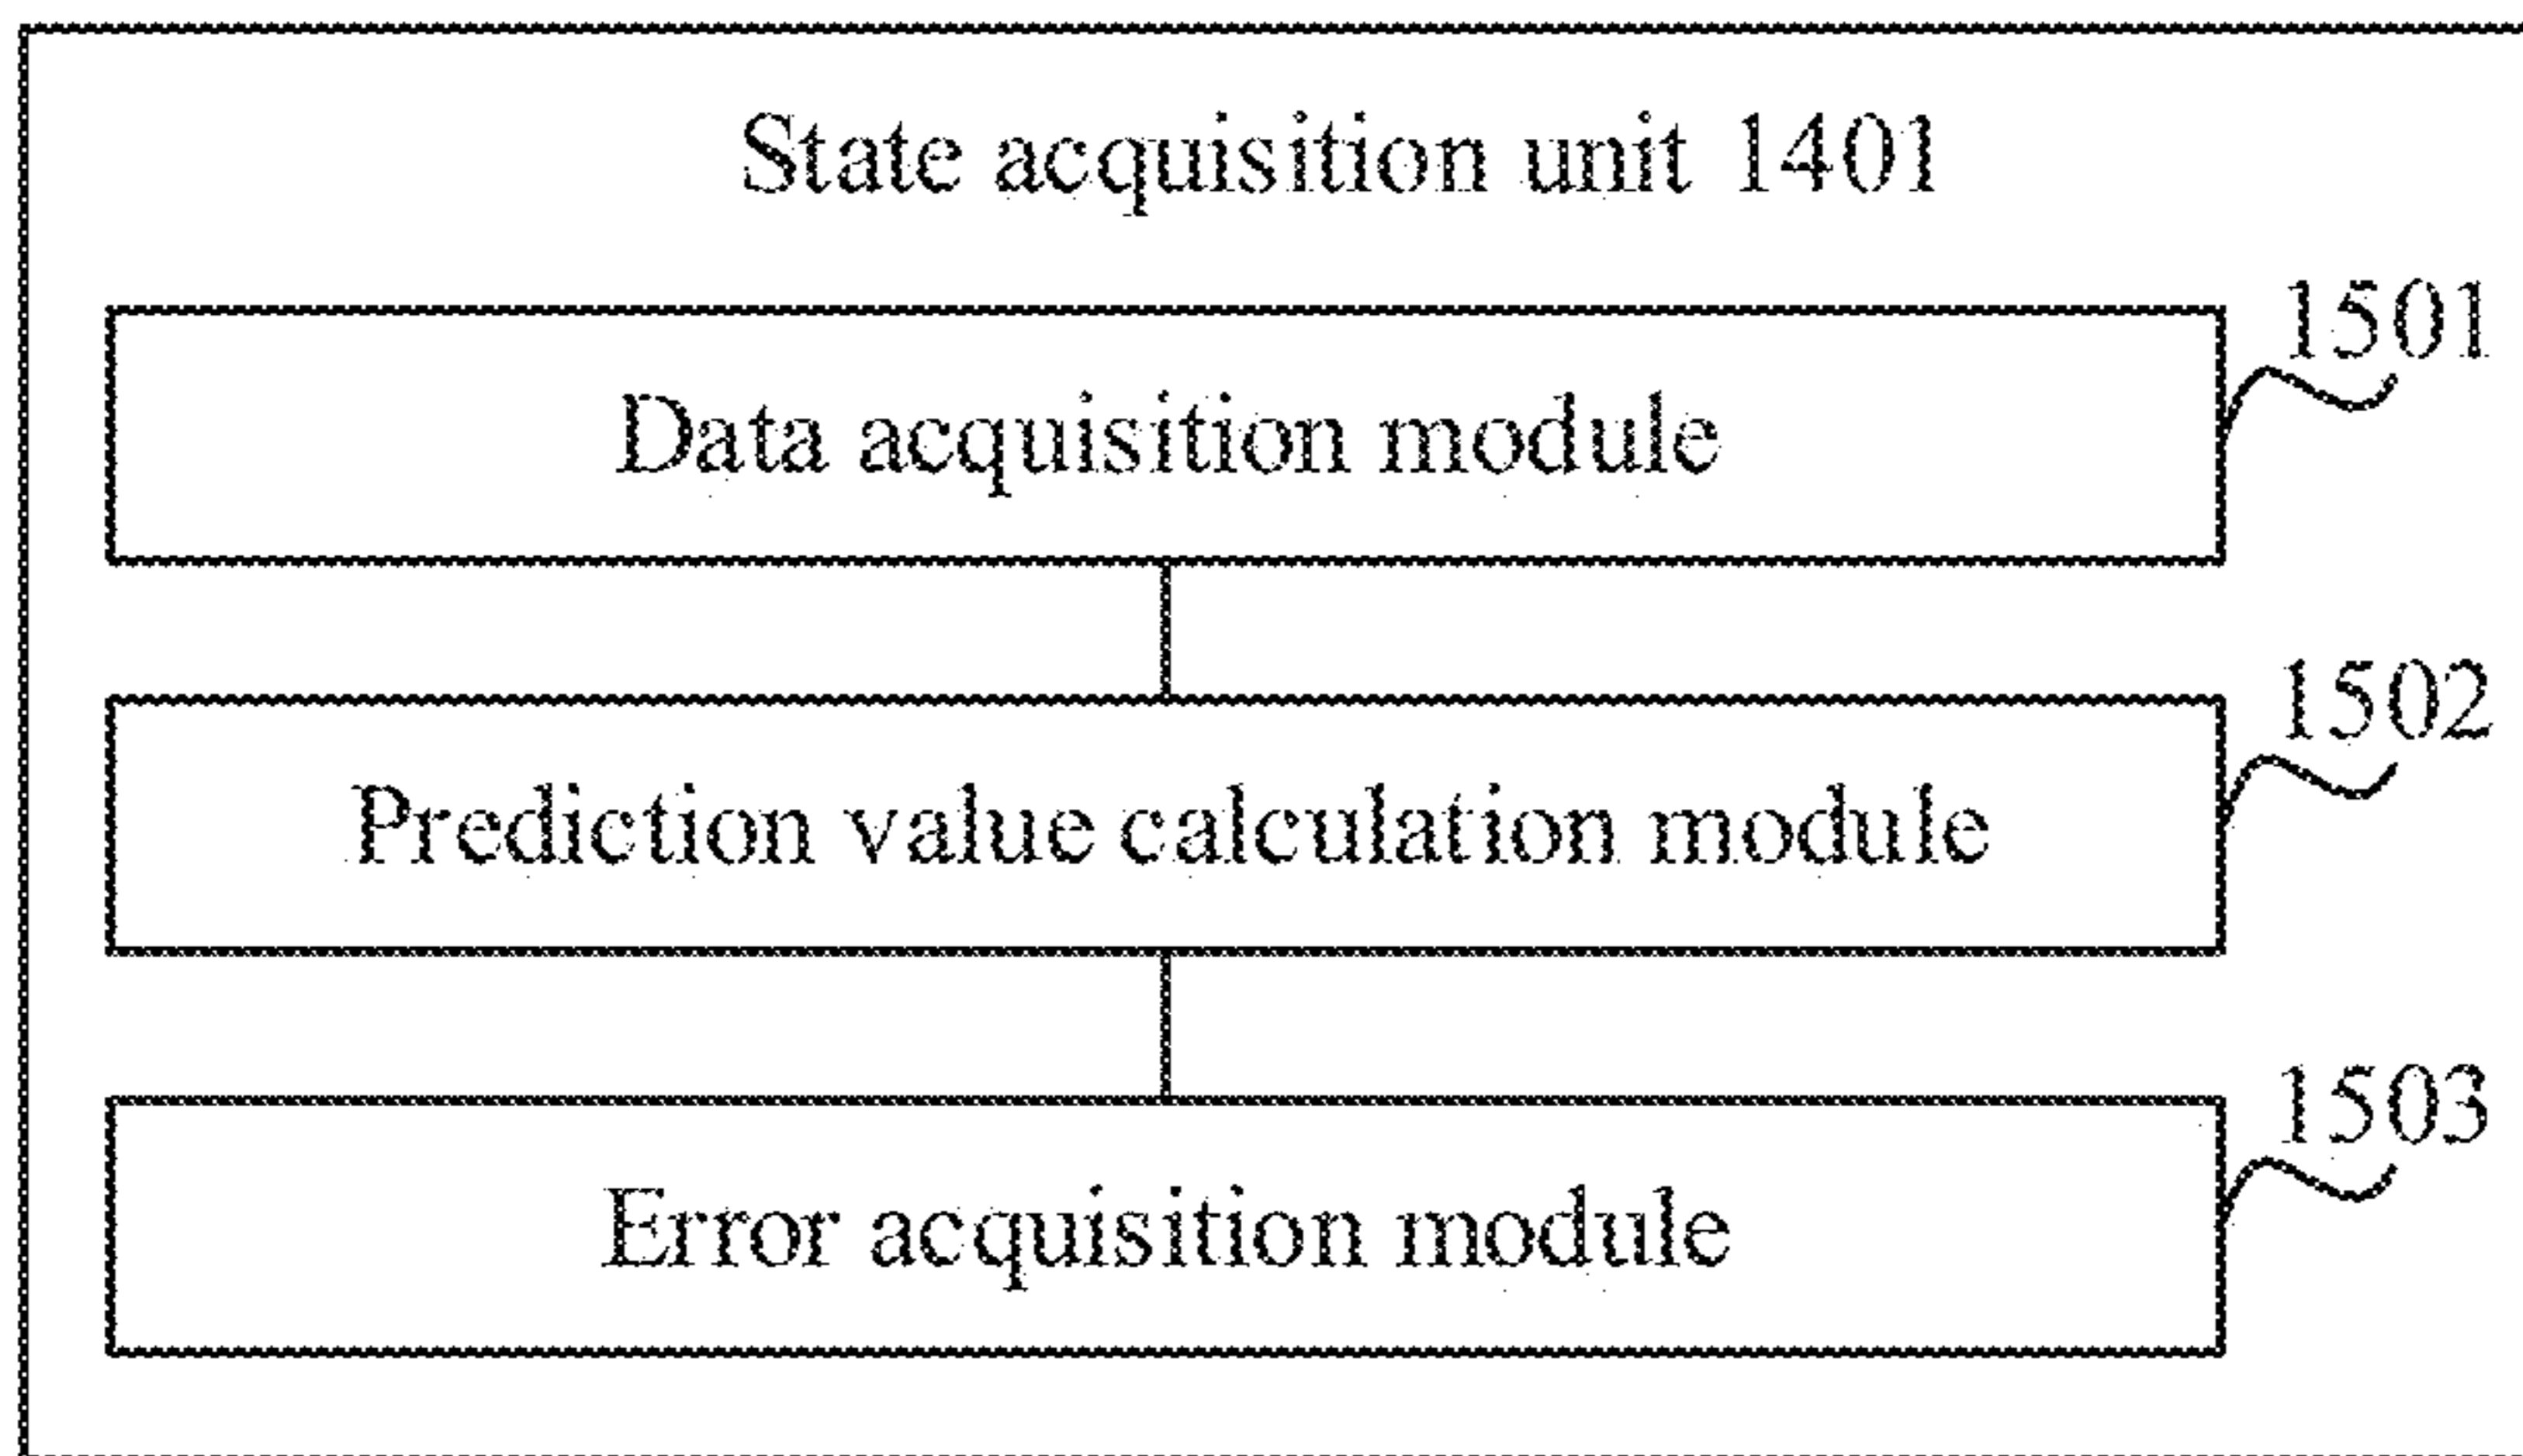 State acquisition unit 1401
1501
Data acquisition module
1502
Prediction value calculation module
1503
Error acquisition module